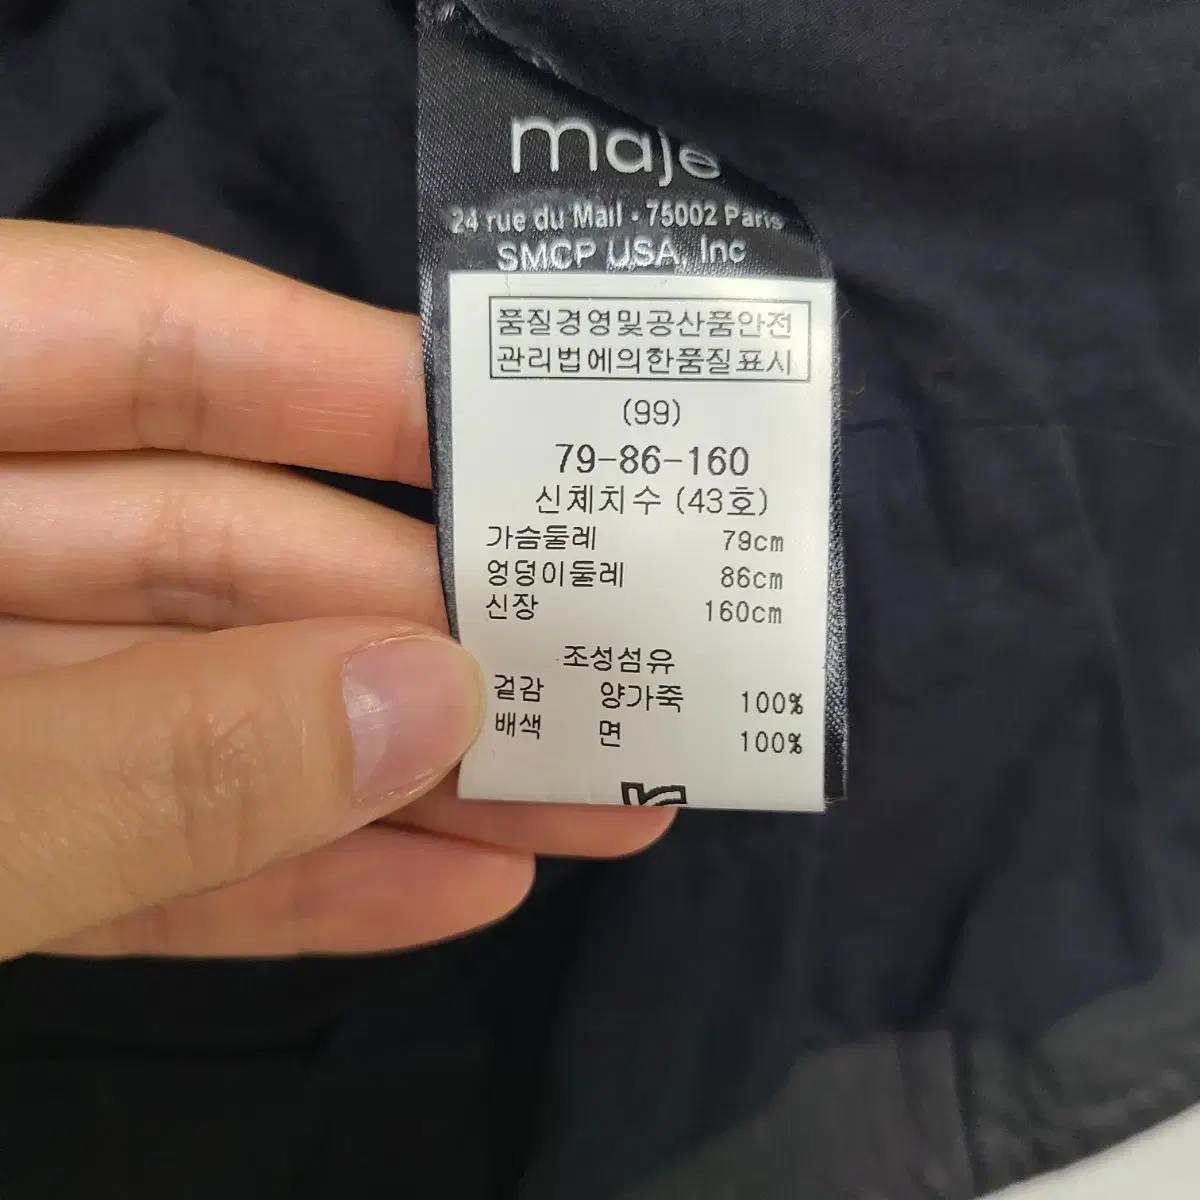 maje
24 rue du Mail - 75002 Paris
SMCP USA, Inc
품질경영및공산품안전
관리법에의한품질표시
(99)
79-86-160
신체치수 (43호)
가슴둘레 79cm
엉덩이둘레 86cm
신장 160cm
조성섬유
겉감 양가죽 100%
배색 면 100%